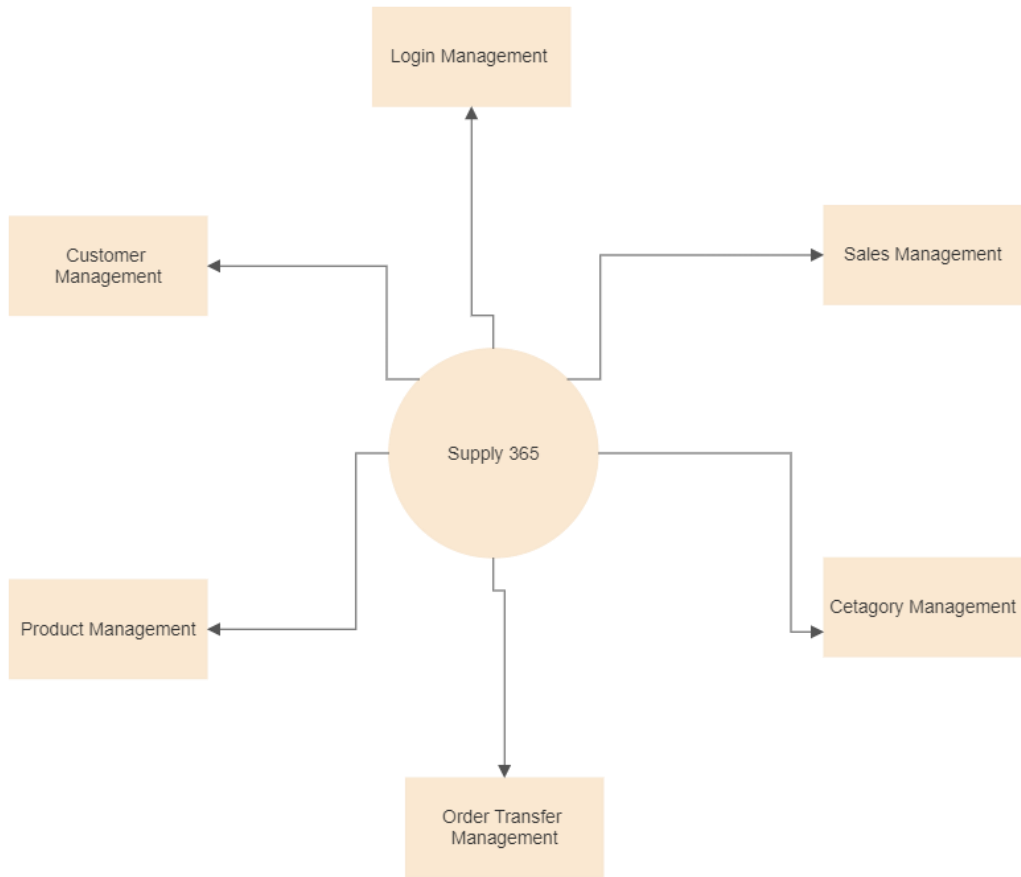 Login Management
Customer
Management
Sales Management
Supply 365
Cetagory Management
Product Management
Order Transfer
Management